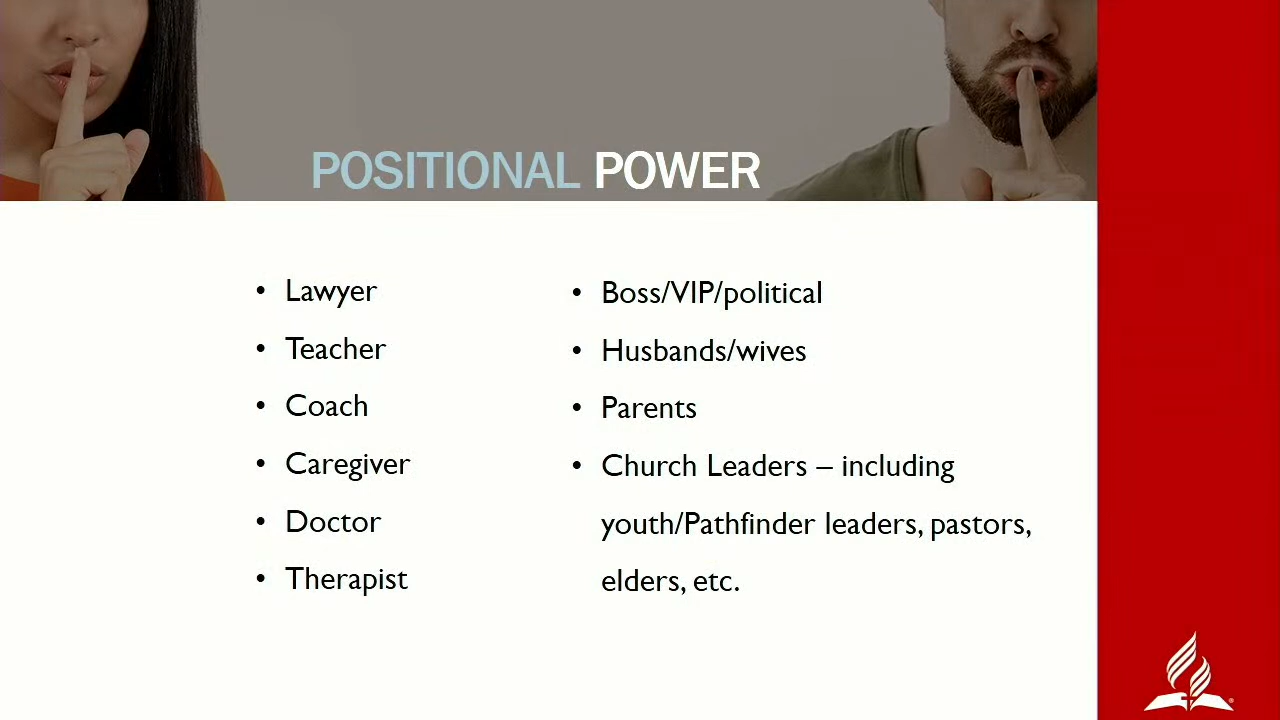 POSITIONAL POWER
• Lawyer
• Teacher
• Coach
• Caregiver
• Doctor
• Therapist
• Boss/VIP/political
• Husbands/wives
• Parents
• Church Leaders – including
youth/Pathfinder leaders, pastors,
elders, etc.